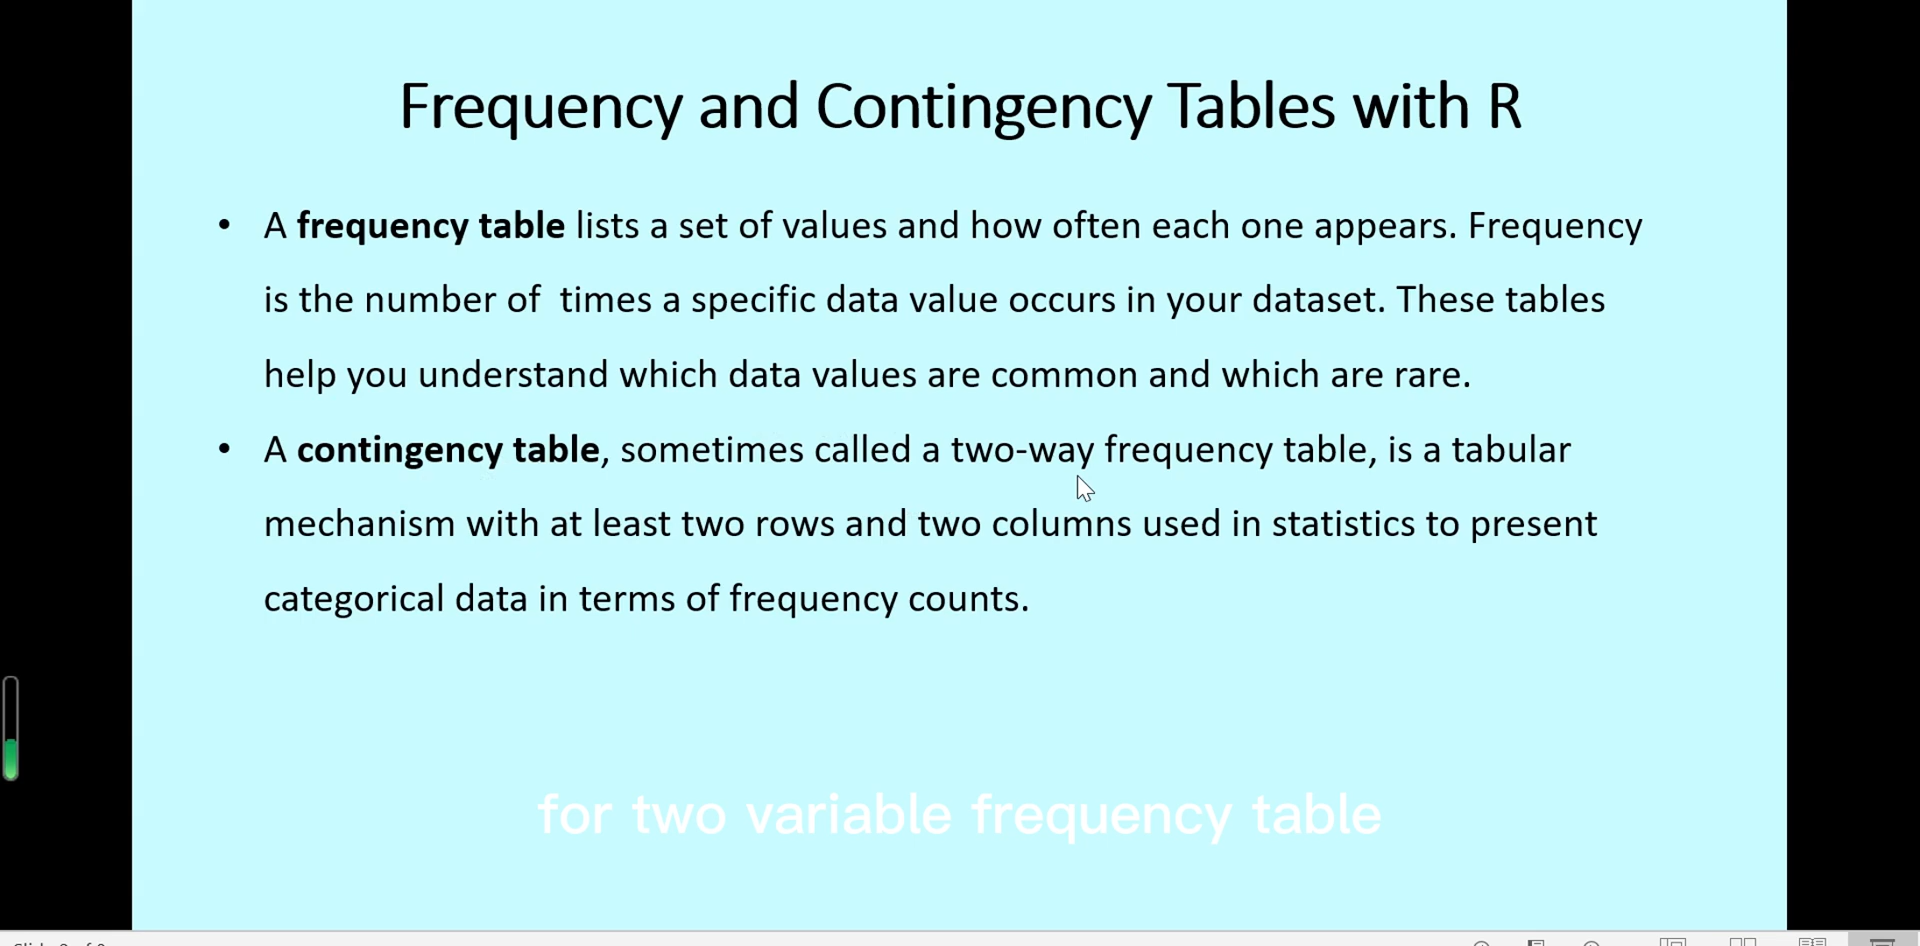 Frequency and Contingency Tables with R
• A frequency table lists a set of values and how often each one appears. Frequency
is the number of  times a specific data value occurs in your dataset. These tables
help you understand which data values are common and which are rare.
• A contingency table, sometimes called a two-way frequency table, is a tabular
mechanism with at least two rows and two columns used in statistics to present
categorical data in terms of frequency counts.
for two variable frequency table